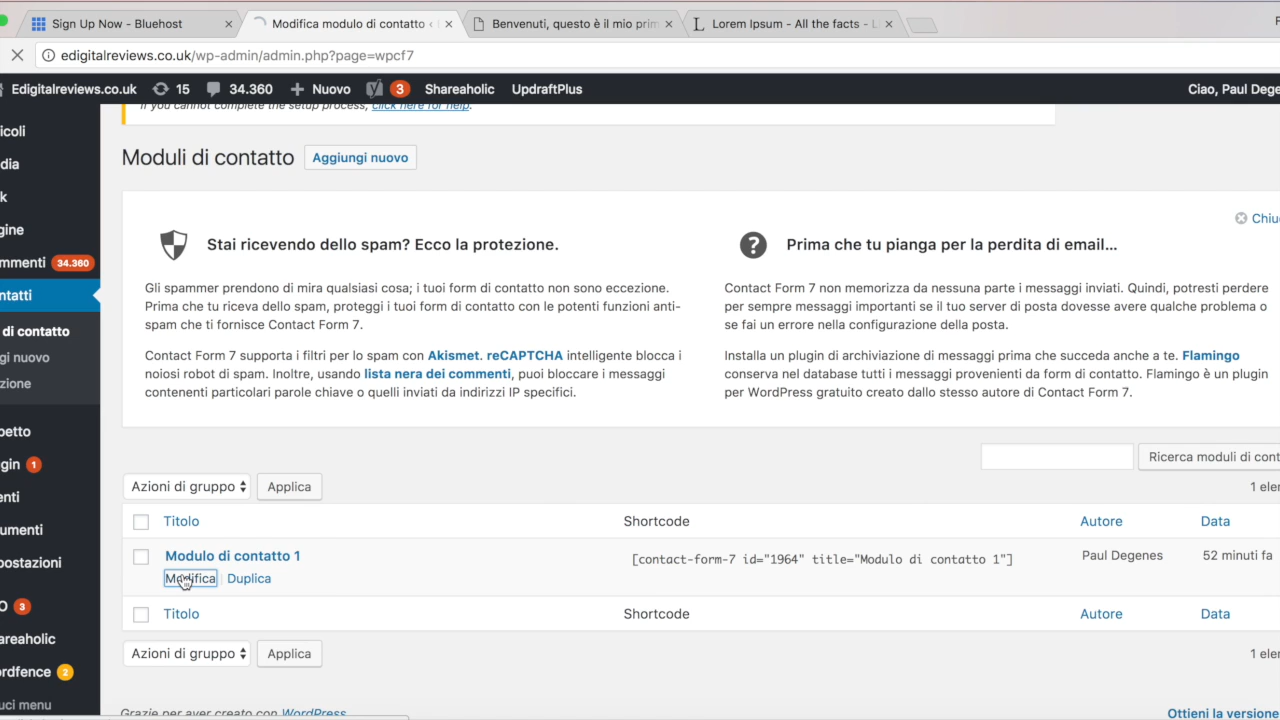 Sign Up Now - Bluehost
Modifica modulo di contatto ‹
Benvenuti, questo è il mio prim
Lorem Ipsum - All the facts - L
edigitalreviews.co.uk/wp-admin/admin.php?page=wpcf7
Edigitalreviews.co.uk 15 34.360 Nuovo 3 Shareaholic UpdraftPlus Ciao, Paul Dege
If you cannot complete the setup process, click here for help.
icoli
dia
k
gine
mmenti 34.360
ntatti
di contatto
gi nuovo
zione
petto
gin 1
enti
umenti
postazioni
O 3
areaholic
ordfence 2
uci menu
Moduli di contatto Aggiungi nuovo
Chiu
Stai ricevendo dello spam? Ecco la protezione.
Gli spammer prendono di mira qualsiasi cosa; i tuoi form di contatto non sono eccezione.
Prima che tu riceva dello spam, proteggi i tuoi form di contatto con le potenti funzioni anti-
spam che ti fornisce Contact Form 7.
Contact Form 7 supporta i filtri per lo spam con Akismet. reCAPTCHA intelligente blocca i
noiosi robot di spam. Inoltre, usando lista nera dei commenti, puoi bloccare i messaggi
contenenti particolari parole chiave o quelli inviati da indirizzi IP specifici.
Prima che tu pianga per la perdita di email...
Contact Form 7 non memorizza da nessuna parte i messaggi inviati. Quindi, potresti perdere
per sempre messaggi importanti se il tuo server di posta dovesse avere qualche problema o
se fai un errore nella configurazione della posta.
Installa un plugin di archiviazione di messaggi prima che succeda anche a te. Flamingo
conserva nel database tutti i messaggi provenienti da form di contatto. Flamingo è un plugin
per WordPress gratuito creato dallo stesso autore di Contact Form 7.
Ricerca moduli di cont
Azioni di gruppo Applica 1 eler
Titolo Shortcode Autore Data
Modulo di contatto 1 [contact-form-7 id="1964" title="Modulo di contatto 1"] Paul Degenes 52 minuti fa
Modifica | Duplica
Titolo Shortcode Autore Data
Azioni di gruppo Applica 1 eler
Grazie per aver creato con WordPress
Ottieni la versione